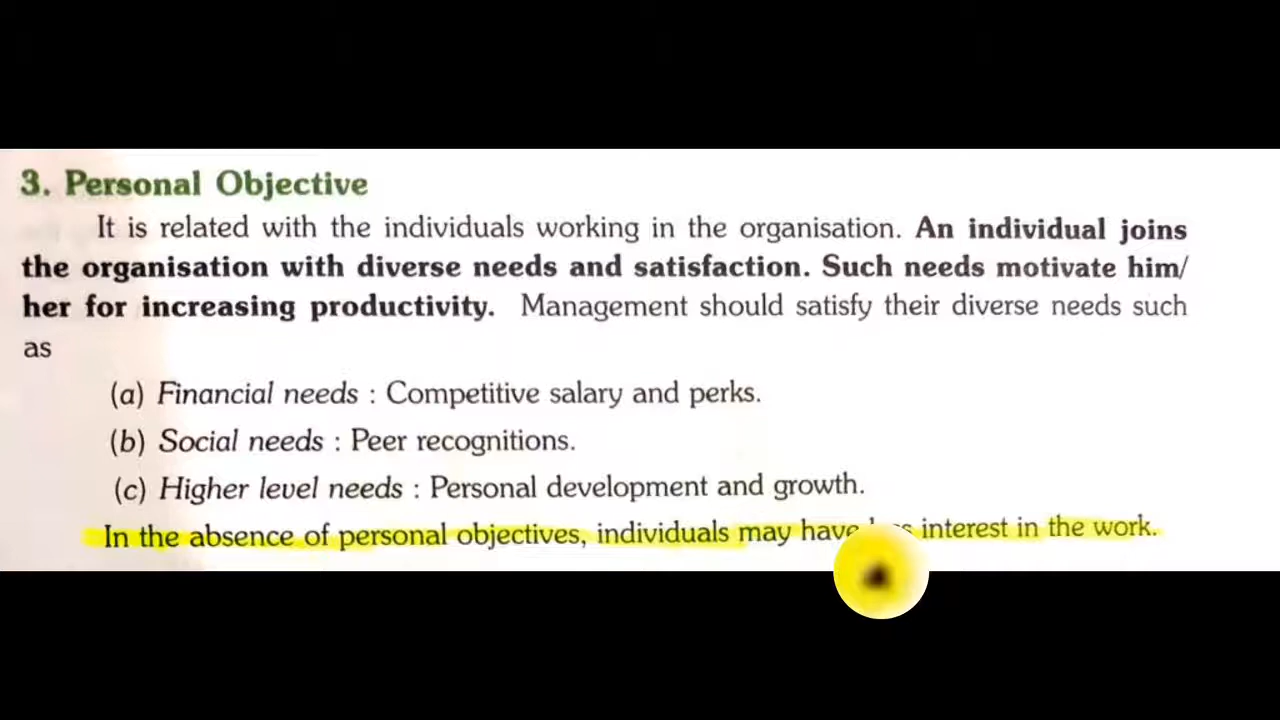 3. Personal Objective
It is related with the individuals working in the organisation. An individual joins
the organisation with diverse needs and satisfaction. Such needs motivate him/
her for increasing productivity. Management should satisfy their diverse needs such
as
(a) Financial needs : Competitive salary and perks.
(b) Social needs : Peer recognitions.
(c) Higher level needs : Personal development and growth.
In the absence of personal objectives, individuals may have interest in the work.